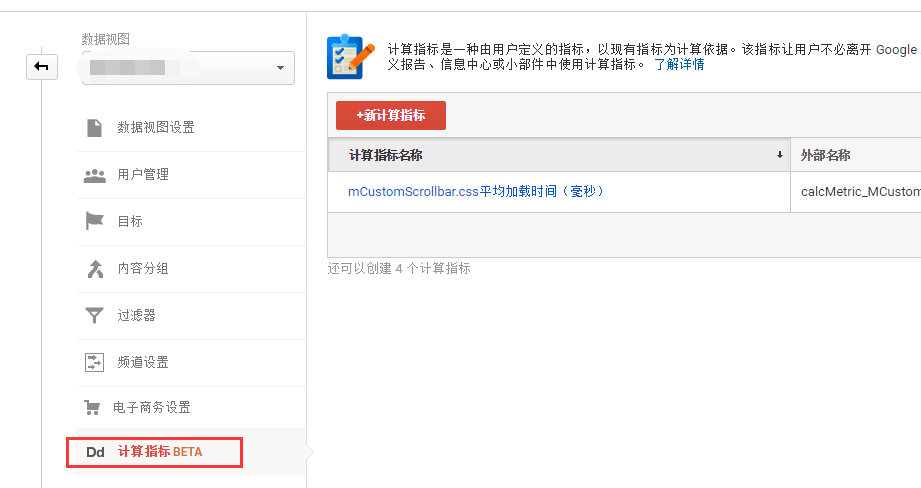 数据视图
数据视图设置
用户管理
目标
内容分组
过滤器
频道设置
电子商务设置
Dd 计算指标 BETA
计算指标是一种由用户定义的指标，以现有指标为计算依据。该指标让用户不必离开 Google
义报告、信息中心或小部件中使用计算指标。 了解详情
+新计算指标
计算指标名称 外部名称
mCustomScrollbar.css平均加载时间（毫秒） calcMetric_MCustom
还可以创建 4 个计算指标